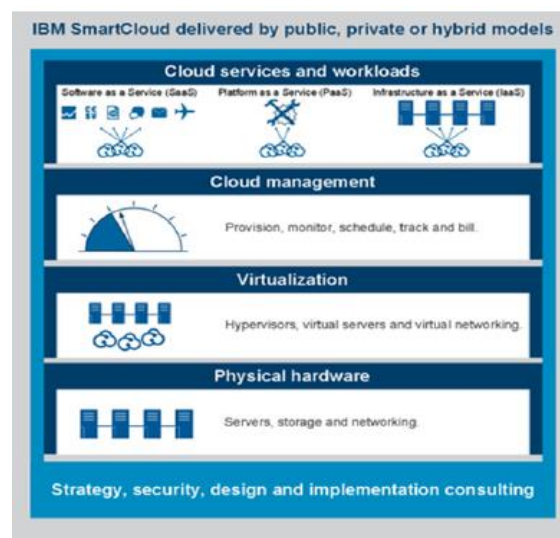 IBM SmartCloud delivered by public, private or hybrid models
Cloud services and workloads
Software as a Service (SaaS) Platform as a Service (PaaS) Infrastructure as a Service (IaaS)
Cloud management
Provision, monitor, schedule, track and bill.
Virtualization
Hypervisors, virtual servers and virtual networking.
Physical hardware
Servers, storage and networking.
Strategy, security, design and implementation consulting